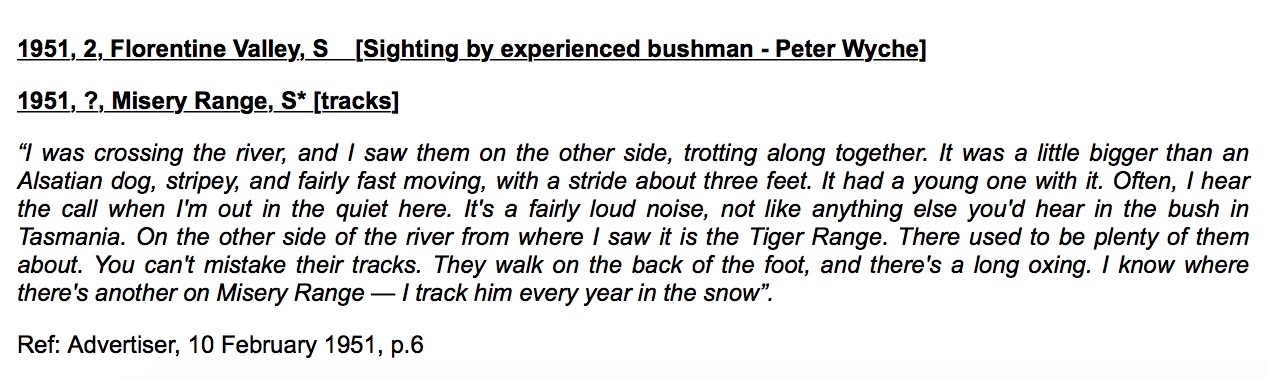 1951, 2, Florentine Valley, S [Sighting by experienced bushman - Peter Wyche]
1951, ?, Misery Range, S* [tracks]
“I was crossing the river, and I saw them on the other side, trotting along together. It was a little bigger than an
Alsatian dog, stripey, and fairly fast moving, with a stride about three feet. It had a young one with it. Often, I hear
the call when I'm out in the quiet here. It's a fairly loud noise, not like anything else you'd hear in the bush in
Tasmania. On the other side of the river from where I saw it is the Tiger Range. There used to be plenty of them
about. You can't mistake their tracks. They walk on the back of the foot, and there's a long oxing. I know where
there's another on Misery Range — I track him every year in the snow”.
Ref: Advertiser, 10 February 1951, p.6